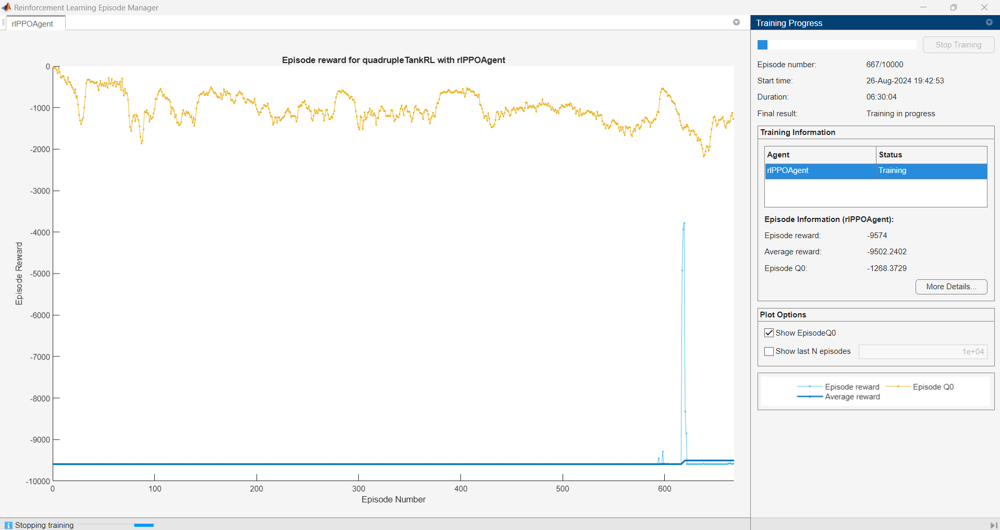 Reinforcement Learning Episode Manager
rlPPOAgent
Episode reward for quadrupleTankRL with rlPPOAgent
0
-1000
-2000
-3000
-4000
-5000
-6000
-7000
-8000
-9000
-10000
Episode Reward
0 100 200 300 400 500 600
Episode Number
Stopping training
Training Progress
Stop Training
Episode number: 667/10000
Start time: 26-Aug-2024 19:42:53
Duration: 06:30:04
Final result: Training in progress
Training Information
Agent Status
rlPPOAgent Training
Episode Information (rlPPOAgent):
Episode reward: -9574
Average reward: -9502.2402
Episode Q0: -1268.3729
More Details...
Plot Options
Show EpisodeQ0
Show last N episodes 1e+04
Episode reward Episode Q0
Average reward